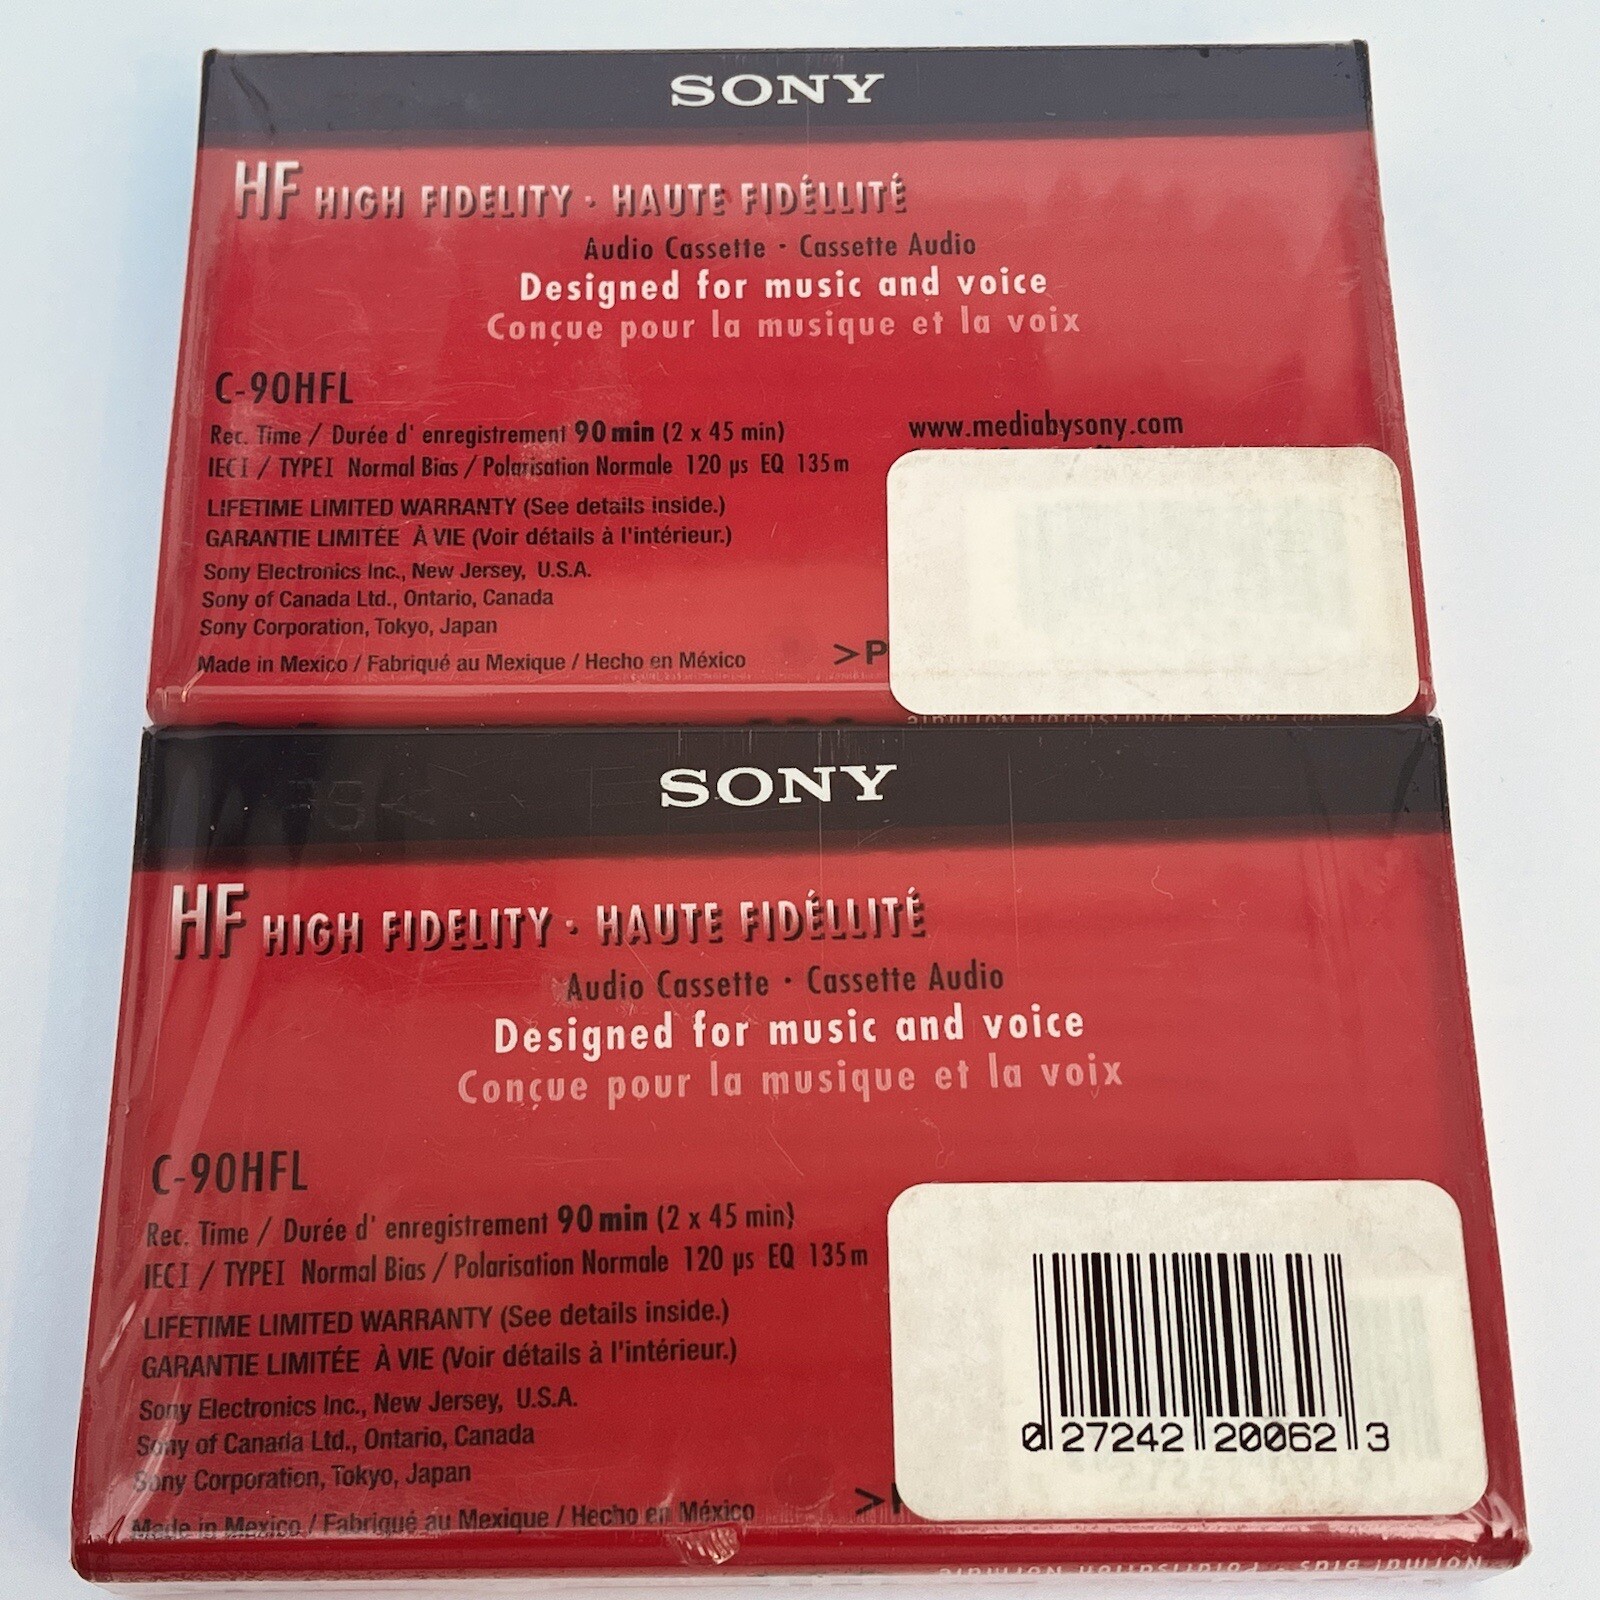 SONY
HF HIGH FIDELITY · HAUTE FIDÉLLITÉ
Audio Cassette · Cassette Audio
Designed for music and voice
Conçue pour la musique et la voix
C-90HFL
Rec. Time / Durée d' enregistrement 90 min (2 x 45 min)
www.mediabysony.com
IECI / TYPEI Normal Bias / Polarisation Normale 120 µs EQ 135m
LIFETIME LIMITED WARRANTY (See details inside.)
GARANTIE LIMITÉE À VIE (Voir détails à l'intérieur.)
Sony Electronics Inc., New Jersey, U.S.A.
Sony of Canada Ltd., Ontario, Canada
Sony Corporation, Tokyo, Japan
Made in Mexico / Fabriqué au Mexique / Hecho en México
>P
SONY
HF HIGH FIDELITY · HAUTE FIDÉLLITÉ
Audio Cassette · Cassette Audio
Designed for music and voice
Conçue pour la musique et la voix
C-90HFL
Rec. Time / Durée d' enregistrement 90 min (2 x 45 min)
IECI / TYPEI Normal Bias / Polarisation Normale 120 µs EQ 135m
LIFETIME LIMITED WARRANTY (See details inside.)
GARANTIE LIMITÉE À VIE (Voir détails à l'intérieur.)
Sony Electronics Inc., New Jersey, U.S.A.
Sony of Canada Ltd., Ontario, Canada
Sony Corporation, Tokyo, Japan
Made in Mexico / Fabriqué au Mexique / Hecho en México
0 27242 20062 3
Normal Bias · Polarisation Normale